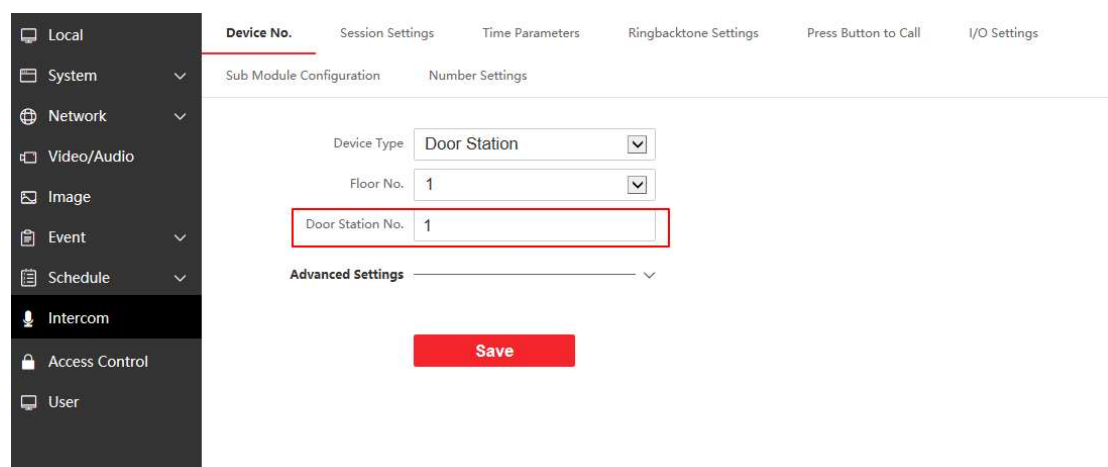 Local
System
Network
Video/Audio
Image
Event
Schedule
Intercom
Access Control
User
Device No. Session Settings Time Parameters Ringbacktone Settings Press Button to Call I/O Settings
Sub Module Configuration Number Settings
Device Type Door Station
Floor No. 1
Door Station No. 1
Advanced Settings
Save